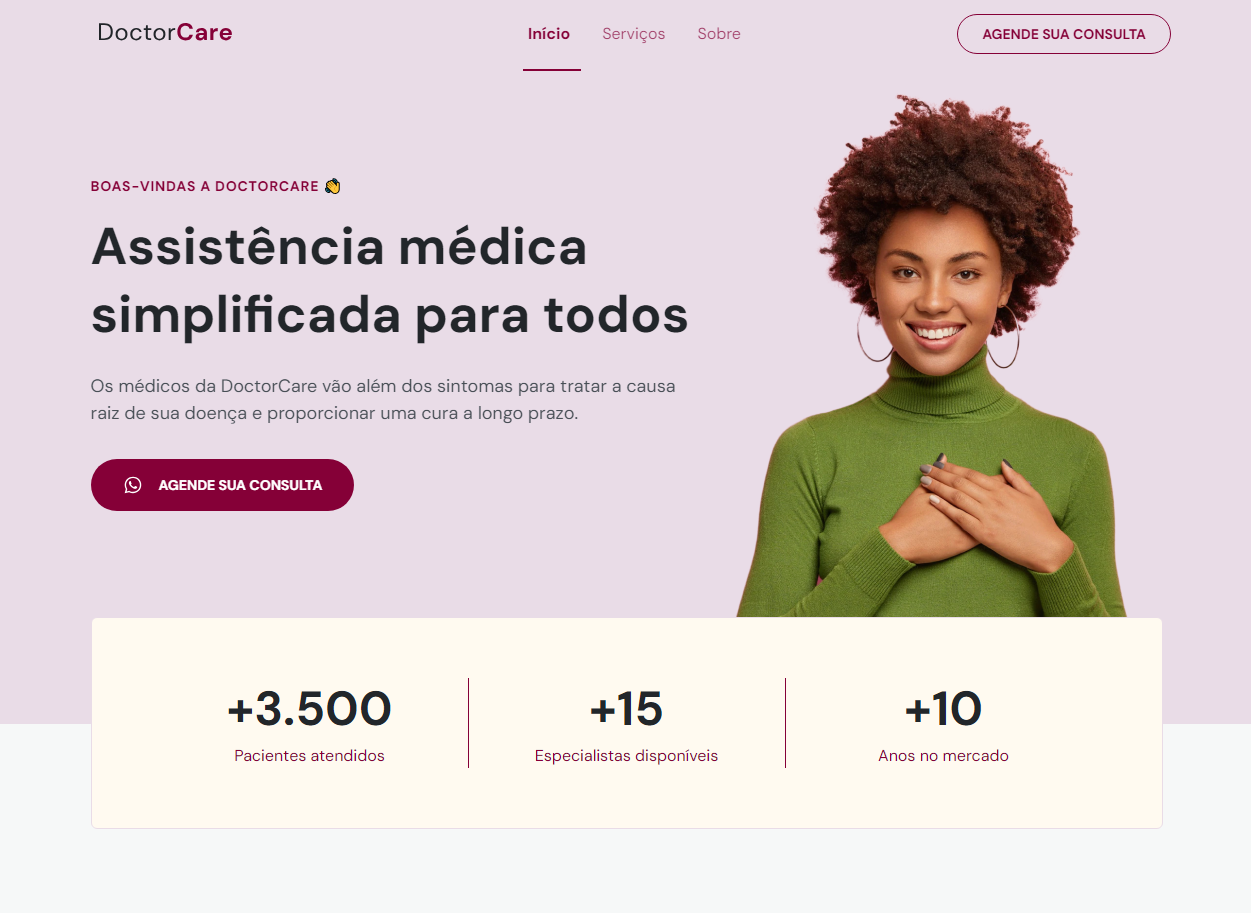 DoctorCare
Início Serviços Sobre
AGENDE SUA CONSULTA
BOAS-VINDAS A DOCTORCARE 👏
Assistência médica
simplificada para todos
Os médicos da DoctorCare vão além dos sintomas para tratar a causa
raiz de sua doença e proporcionar uma cura a longo prazo.
AGENDE SUA CONSULTA
+3.500
Pacientes atendidos
+15
Especialistas disponíveis
+10
Anos no mercado